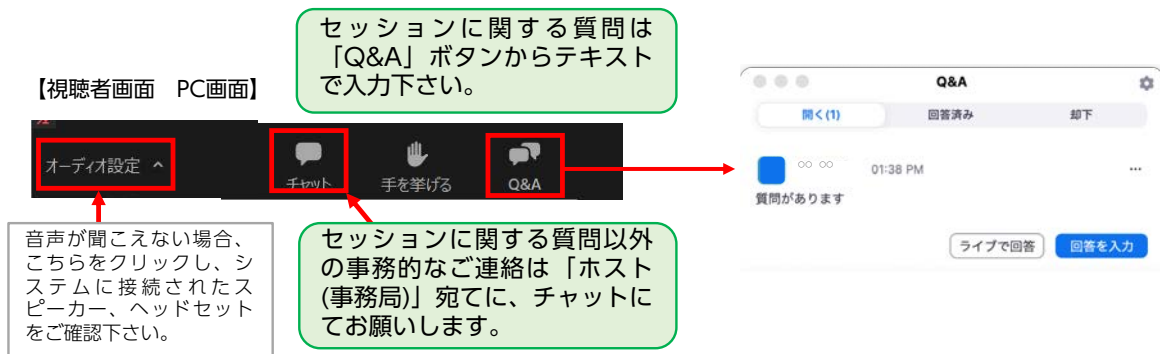 セッションに関する質問は
「Q&A」ボタンからテキスト
で入力下さい。
【視聴者画面　PC画面】
オーディオ設定 ^
チャット
手を挙げる
Q&A
音声が聞こえない場合、
こちらをクリックし、シ
ステムに接続されたス
ピーカー、ヘッドセット
をご確認下さい。
セッションに関する質問以外
の事務的なご連絡は「ホスト
(事務局)」宛てに、チャットに
てお願いします。
Q&A
開く(1) 回答済み 却下
○○ ○○ 01:38 PM ...
質問があります
ライブで回答 回答を入力